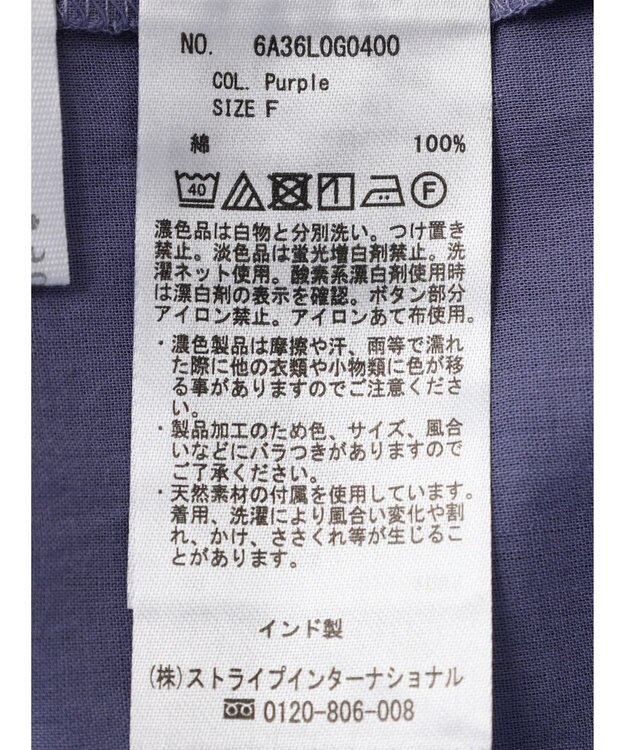 NO. 6A36L0G0400
COL. Purple
SIZE F
綿 100%
40 F
濃色品は白物と分別洗い。つけ置き
禁止。淡色品は蛍光増白剤禁止。洗
濯ネット使用。酸素系漂白剤使用時
は漂白剤の表示を確認。ボタン部分
アイロン禁止。アイロンあて布使用。
・濃色製品は摩擦や汗、雨等で濡れ
た際に他の衣類や小物類に色が移
る事がありますのでご注意くださ
い。
・製品加工のため色、サイズ、風合
いなどにバラつきがありますので
ご了承ください。
・天然素材の付属を使用しています。
着用、洗濯により風合い変化や割
れ、かけ、ささくれ等が生じるこ
とがあります。
インド製
(株)ストライプインターナショナル
0120-806-008